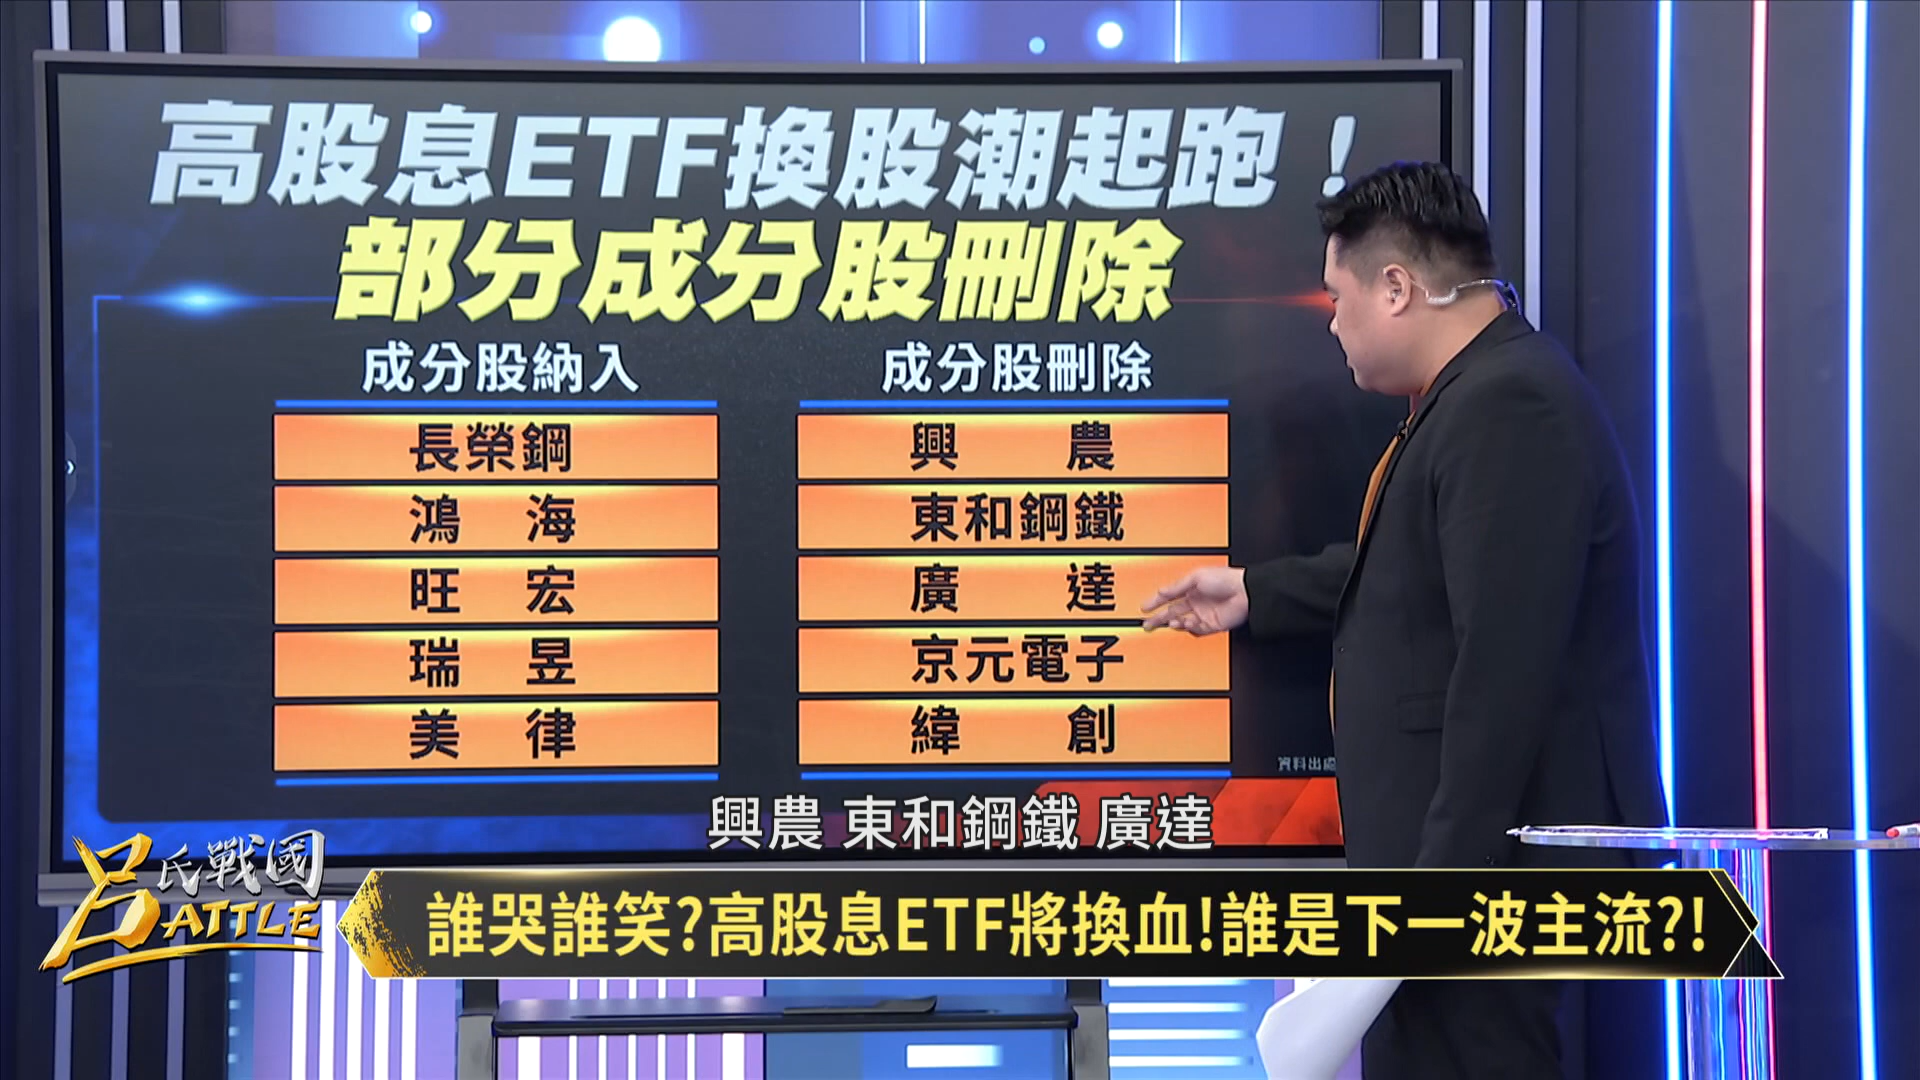 高股息ETF換股潮起跑！
部分成分股刪除
成分股納入
成分股刪除
長榮鋼
興農
鴻海
東和鋼鐵
旺宏
廣達
瑞昱
京元電子
美律
緯創
資料出處
興農 東和鋼鐵 廣達
呂氏戰國
BATTLE
誰哭誰笑?高股息ETF將換血!誰是下一波主流?!